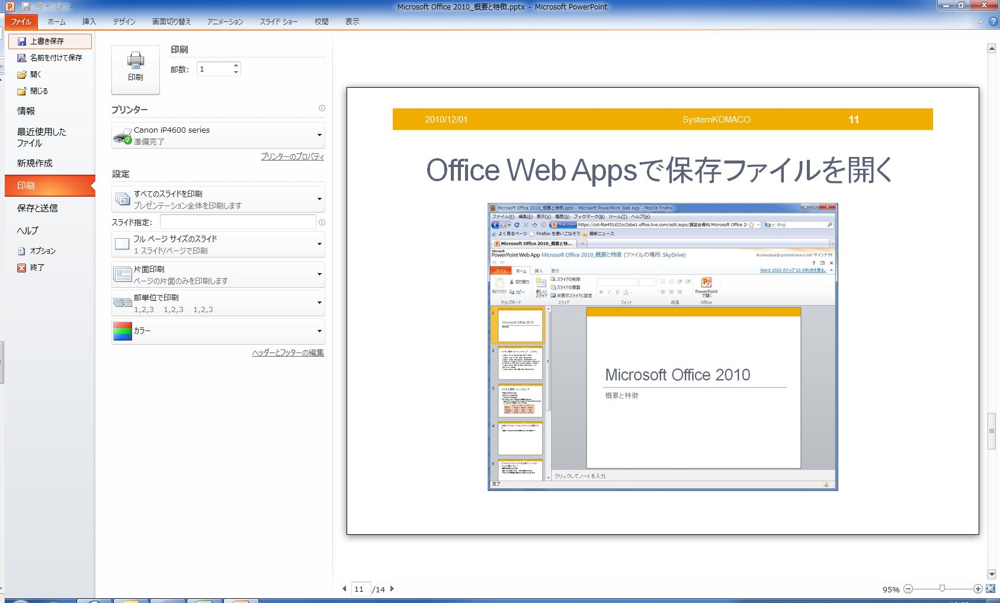 Microsoft Office 2010_概要と特徴.pptx - Microsoft PowerPoint
ファイル ホーム 挿入 デザイン 画面切り替え アニメーション スライド ショー 校閲 表示
上書き保存
名前を付けて保存
開く
閉じる
情報
最近使用した
ファイル
新規作成
印刷
保存と送信
ヘルプ
オプション
終了
印刷
印刷
部数: 1
プリンター
Canon iP4600 series
準備完了
プリンターのプロパティ
設定
すべてのスライドを印刷
プレゼンテーション全体を印刷します
スライド指定:
フル ページ サイズのスライド
1 スライド/ページで印刷
片面印刷
ページの片面のみを印刷します
部単位で印刷
1,2,3 1,2,3 1,2,3
カラー
ヘッダーとフッターの編集
2010/12/01 SystemKOMACO 11
Office Web Appsで保存ファイルを開く
Microsoft Office 2010_概要と特徴.pptx - Microsoft PowerPoint Web App - Mozilla Firefox
ファイル(F) 編集(E) 表示(V) 履歴(S) ブックマーク(B) ツール(T) ヘルプ(H)
live.com https://cid-f6a451d22cc2abe1.office.live.com/edit.aspx/講習会資料/Microsoft Office 2 Bing
よく見るページ Firefox を使いこなそう 最新ニュース
Microsoft Office 2010_概要と特...
Microsoft
PowerPoint Web App Microsoft Office 2010_概要と特徴 (ファイルの場所: SkyDrive) tkomazawa@systemkomaco.net サインアウト
ファイル ホーム 挿入 表示 Word 2010 のトップ 10 の利点を見る。
貼り付け 切り取り コピー
新しい
スライド
スライドの削除
スライドの複製
非表示スライドに設定
B I U A
PowerPoint
で開く
クリップボード スライド フォント 段落 Office
1
Microsoft Office 2010
2
3
4
5
Microsoft Office 2010
概要と特徴
クリックしてノートを入力
完了
11 /14
95%